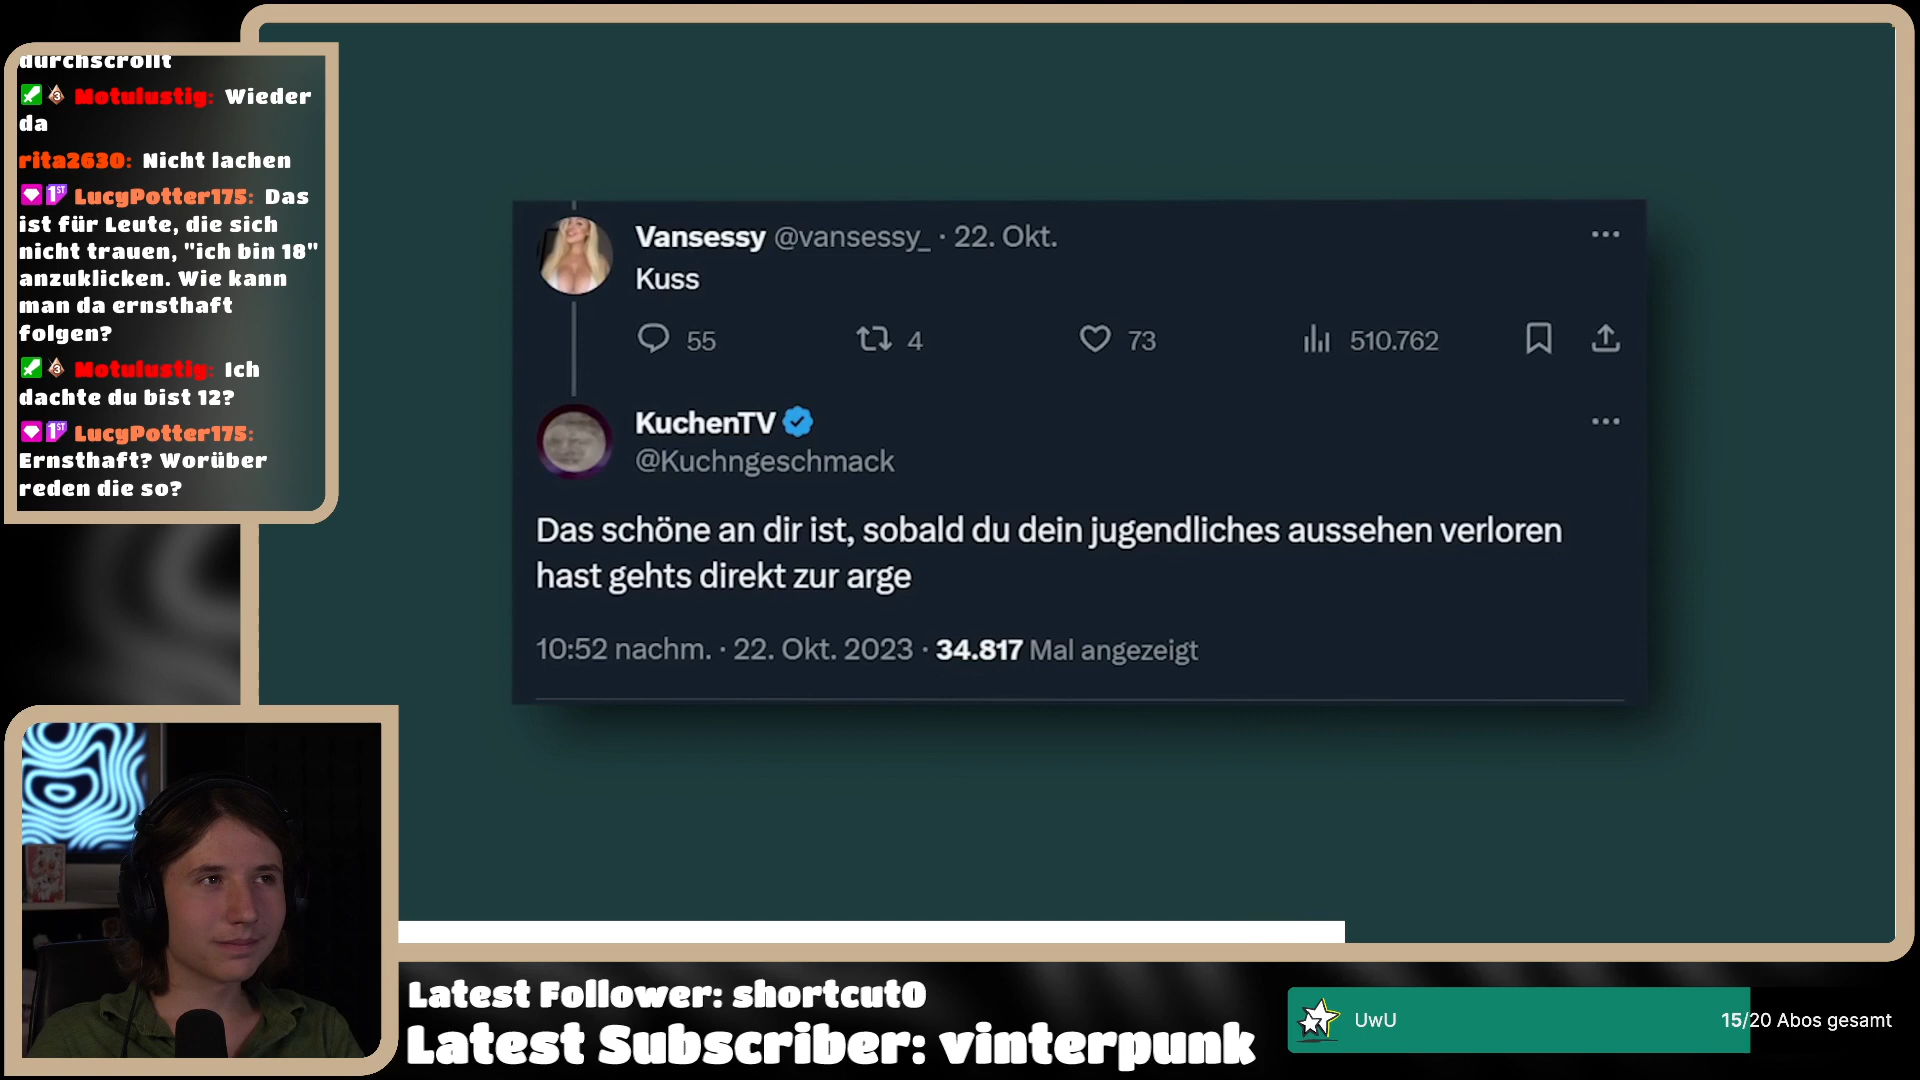 durchscrollt
Motulustig: Wieder
da
rita2630: Nicht lachen
LucyPotter175: Das
ist für Leute, die sich
nicht trauen, "ich bin 18"
anzuklicken. Wie kann
man da ernsthaft
folgen?
Motulustig: Ich
dachte du bist 12?
LucyPotter175:
Ernsthaft? Worüber
reden die so?
Vansessy @vansessy_ · 22. Okt.
Kuss
55 4 73 510.762
KuchenTV
@Kuchngeschmack
Das schöne an dir ist, sobald du dein jugendliches aussehen verloren
hast gehts direkt zur arge
10:52 nachm. · 22. Okt. 2023 · 34.817 Mal angezeigt
Latest Follower: shortcut0
Latest Subscriber: vinterpunk
UwU 15/20 Abos gesamt